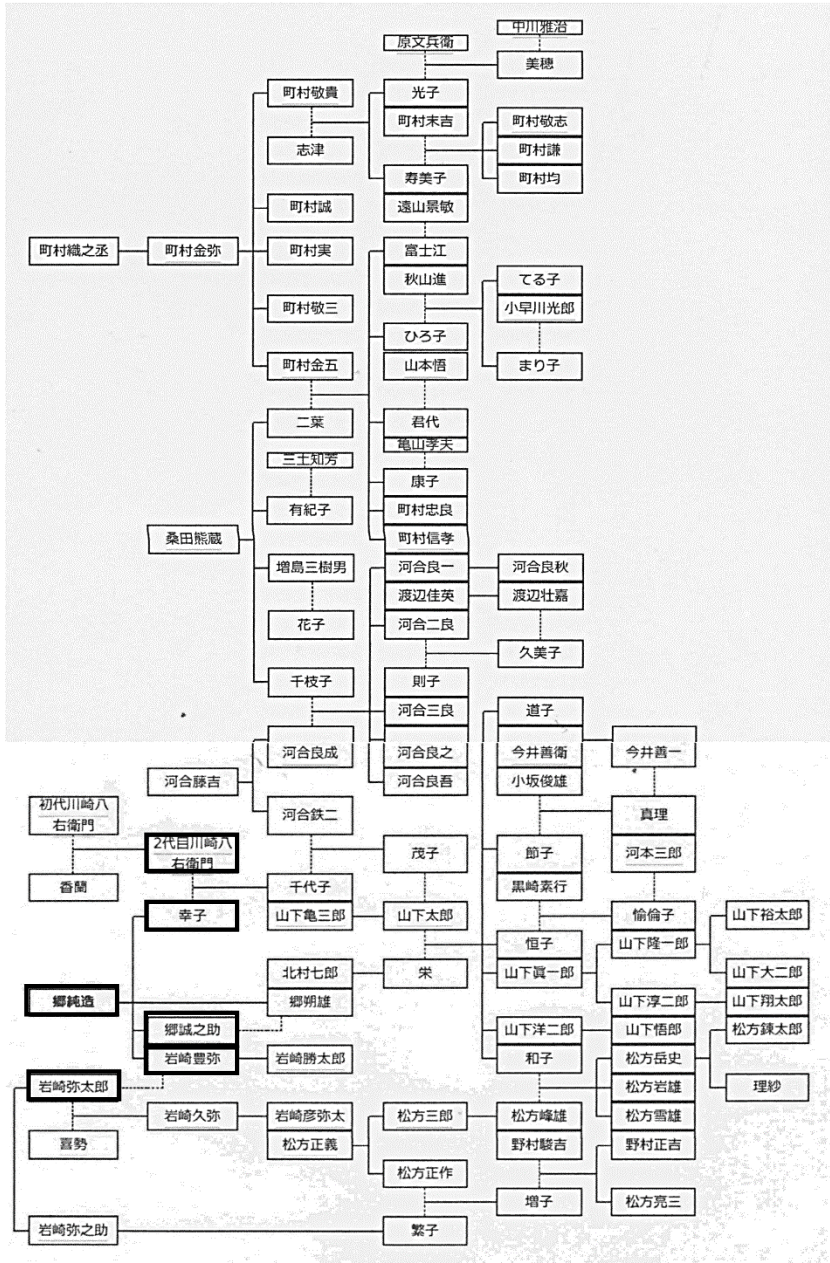 中川雅治
原文兵衛
美穂
町村敬貴
光子
町村末吉
町村敬志
志津
町村謙
寿美子
町村均
町村誠
遠山景敏
町村織之丞
町村金弥
町村実
富士江
秋山進
てる子
町村敬三
小早川光郎
ひろ子
町村金五
山本悟
まり子
二葉
君代
亀山孝夫
三土知芳
康子
有紀子
町村忠良
桑田熊蔵
町村信孝
増島三樹男
河合良一
河合良秋
渡辺佳英
渡辺壮嘉
花子
河合二良
久美子
千枝子
則子
河合三良
道子
河合良成
河合良之
今井善衛
今井善一
河合藤吉
河合良吾
小坂俊雄
初代川崎八
右衛門
河合鉄二
真理
2代目川崎八
右衛門
茂子
節子
河本三郎
香蘭
千代子
黒崎素行
幸子
山下亀三郎
山下太郎
愉倫子
山下裕太郎
恒子
山下隆一郎
北村七郎
栄
山下眞一郎
山下大二郎
郷純造
郷朔雄
山下淳二郎
山下翔太郎
郷誠之助
山下洋二郎
山下悟郎
松方錬太郎
岩崎豊弥
岩崎勝太郎
和子
松方岳史
岩崎弥太郎
松方岩雄
理紗
岩崎久弥
岩崎彦弥太
松方三郎
松方峰雄
松方雪雄
喜勢
松方正義
野村駿吉
野村正吉
松方正作
増子
松方亮三
岩崎弥之助
繁子